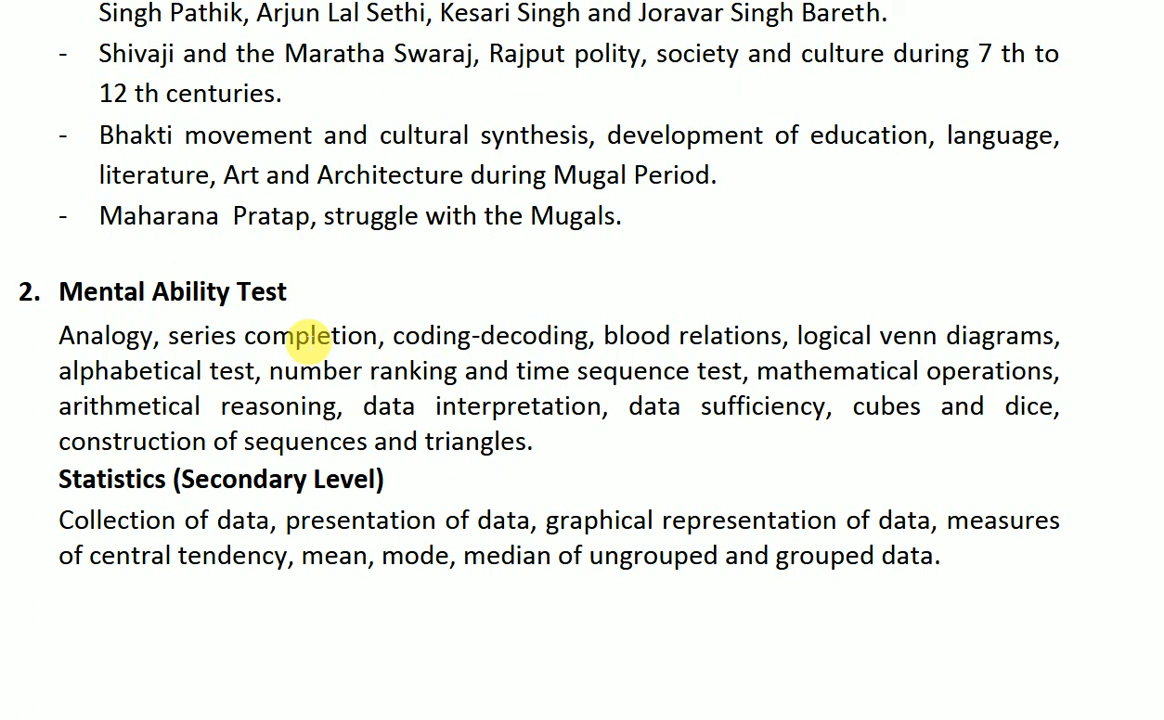 Singh Pathik, Arjun Lal Sethi, Kesari Singh and Joravar Singh Bareth.
- Shivaji and the Maratha Swaraj, Rajput polity, society and culture during 7 th to
12 th centuries.
- Bhakti movement and cultural synthesis, development of education, language,
literature, Art and Architecture during Mugal Period.
- Maharana Pratap, struggle with the Mugals.
2. Mental Ability Test
Analogy, series completion, coding-decoding, blood relations, logical venn diagrams,
alphabetical test, number ranking and time sequence test, mathematical operations,
arithmetical reasoning, data interpretation, data sufficiency, cubes and dice,
construction of sequences and triangles.
Statistics (Secondary Level)
Collection of data, presentation of data, graphical representation of data, measures
of central tendency, mean, mode, median of ungrouped and grouped data.